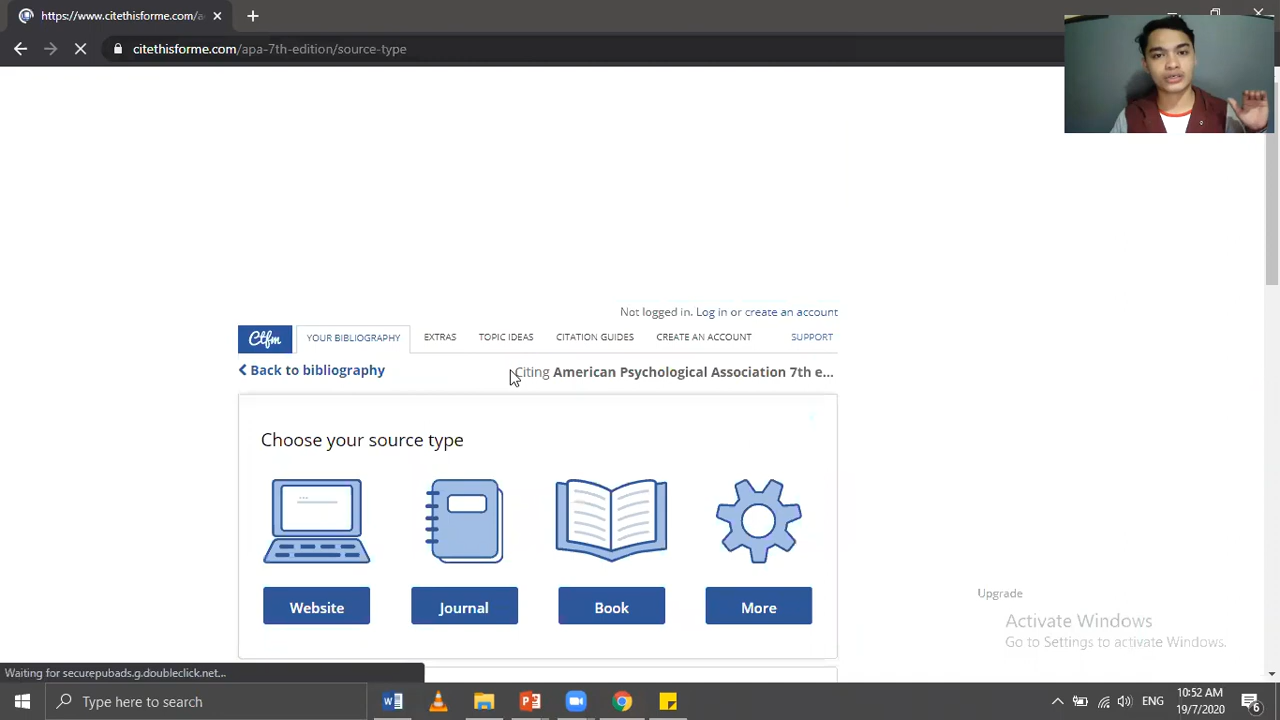 https://www.citethisforme.com/a
citethisforme.com/apa-7th-edition/source-type
Not logged in. Log in or create an account
Ctfm
YOUR BIBLIOGRAPHY
EXTRAS
TOPIC IDEAS
CITATION GUIDES
CREATE AN ACCOUNT
SUPPORT
Back to bibliography
Citing American Psychological Association 7th e...
Choose your source type
Website
Journal
Book
More
Upgrade
Activate Windows
Go to Settings to activate Windows.
Waiting for securepubads.g.doubleclick.net...
Type here to search
ENG
10:52 AM
19/7/2020
6